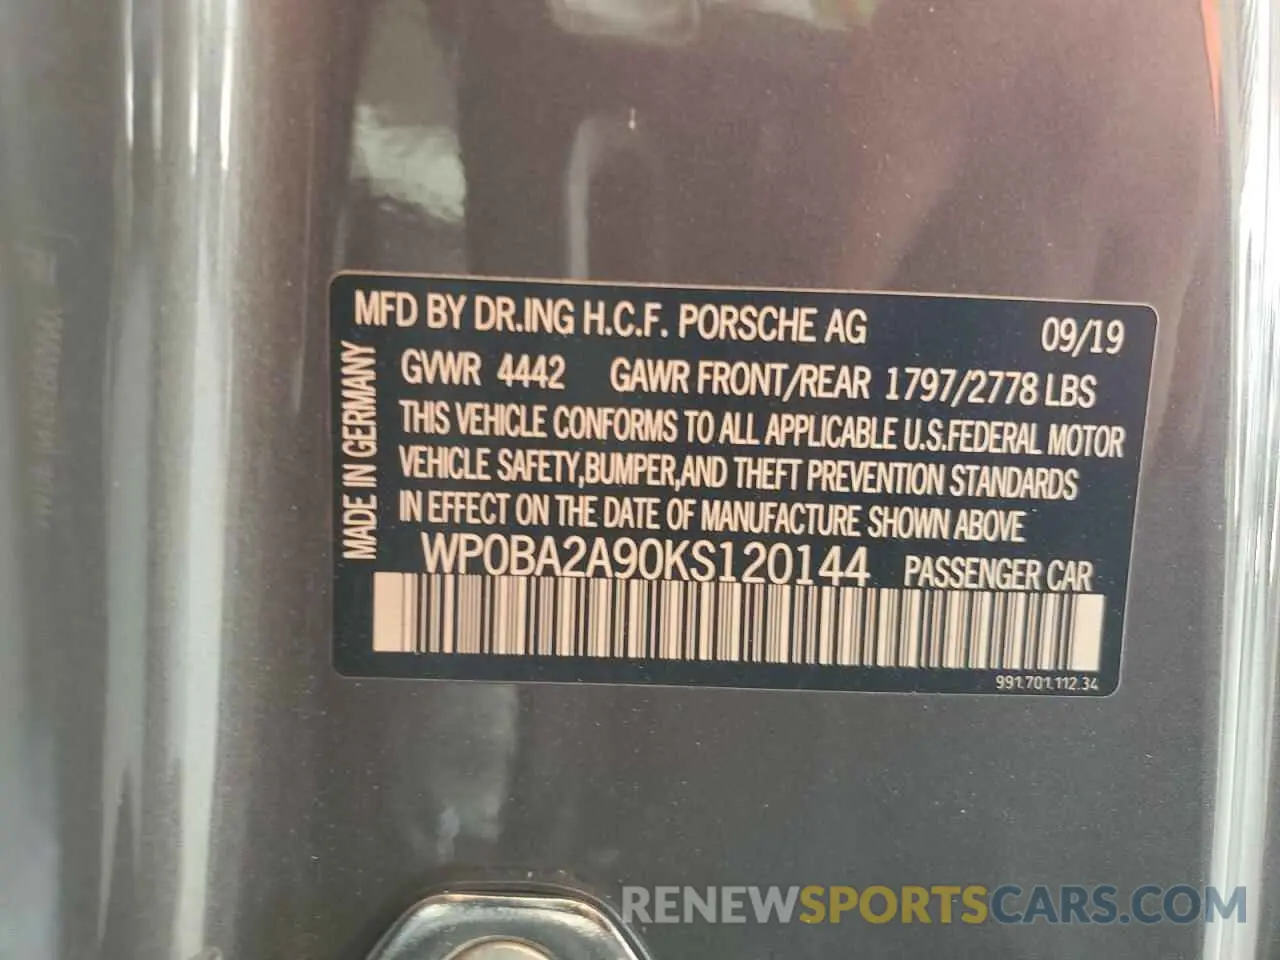 MFD BY DR.ING H.C.F. PORSCHE AG 09/19
GVWR 4442 GAWR FRONT/REAR 1797/2778 LBS
THIS VEHICLE CONFORMS TO ALL APPLICABLE U.S.FEDERAL MOTOR
VEHICLE SAFETY,BUMPER,AND THEFT PREVENTION STANDARDS
IN EFFECT ON THE DATE OF MANUFACTURE SHOWN ABOVE
WP0BA2A90KS120144 PASSENGER CAR
MADE IN GERMANY
991.701.112.34
RENEWSPORTSCARS.COM